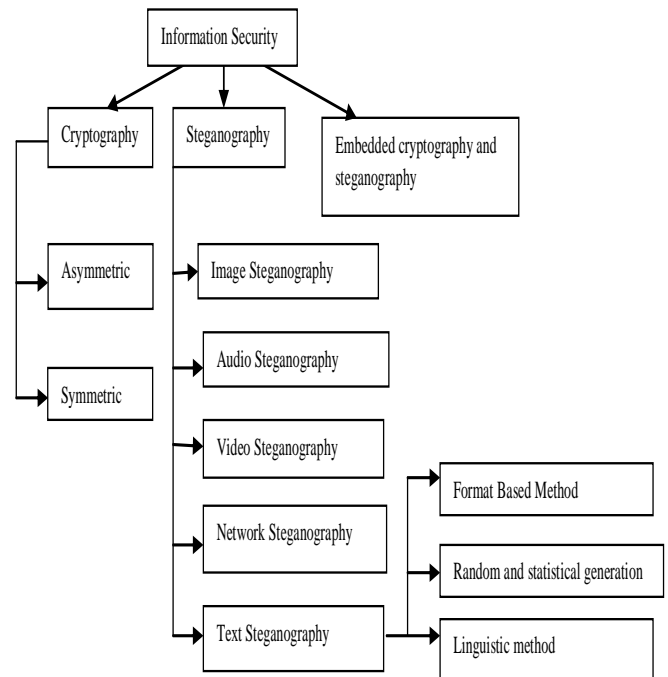 Information Security
Cryptography
Steganography
Embedded cryptography and
steganography
Asymmetric
Image Steganography
Audio Steganography
Symmetric
Video Steganography
Format Based Method
Network Steganography
Random and statistical generation
Text Steganography
Linguistic method